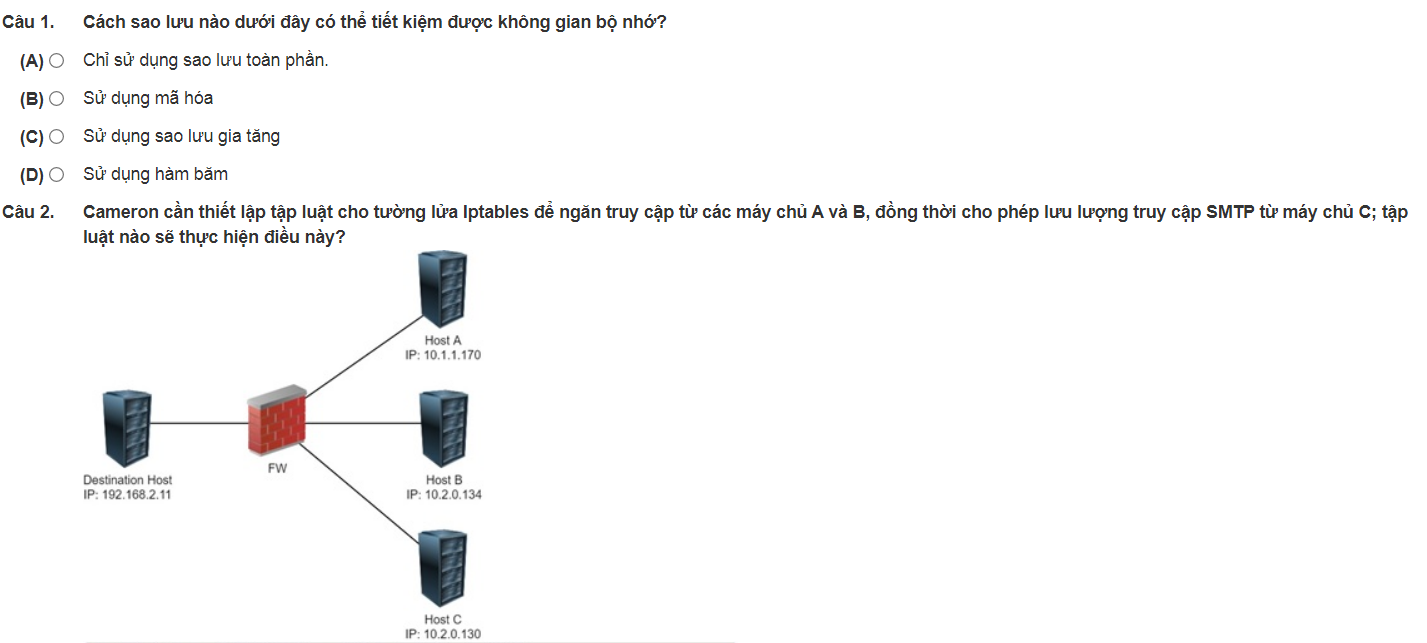 Câu 1. Cách sao lưu nào dưới đây có thể tiết kiệm được không gian bộ nhớ?
(A) Chỉ sử dụng sao lưu toàn phần.
(B) Sử dụng mã hóa
(C) Sử dụng sao lưu gia tăng
(D) Sử dụng hàm băm
Câu 2. Cameron cần thiết lập tập luật cho tường lửa Iptables để ngăn truy cập từ các máy chủ A và B, đồng thời cho phép lưu lượng truy cập SMTP từ máy chủ C; tập
luật nào sẽ thực hiện điều này?
Host A
IP: 10.1.1.170
FW
Destination Host
IP: 192.168.2.11
Host B
IP: 10.2.0.134
Host C
IP: 10.2.0.130